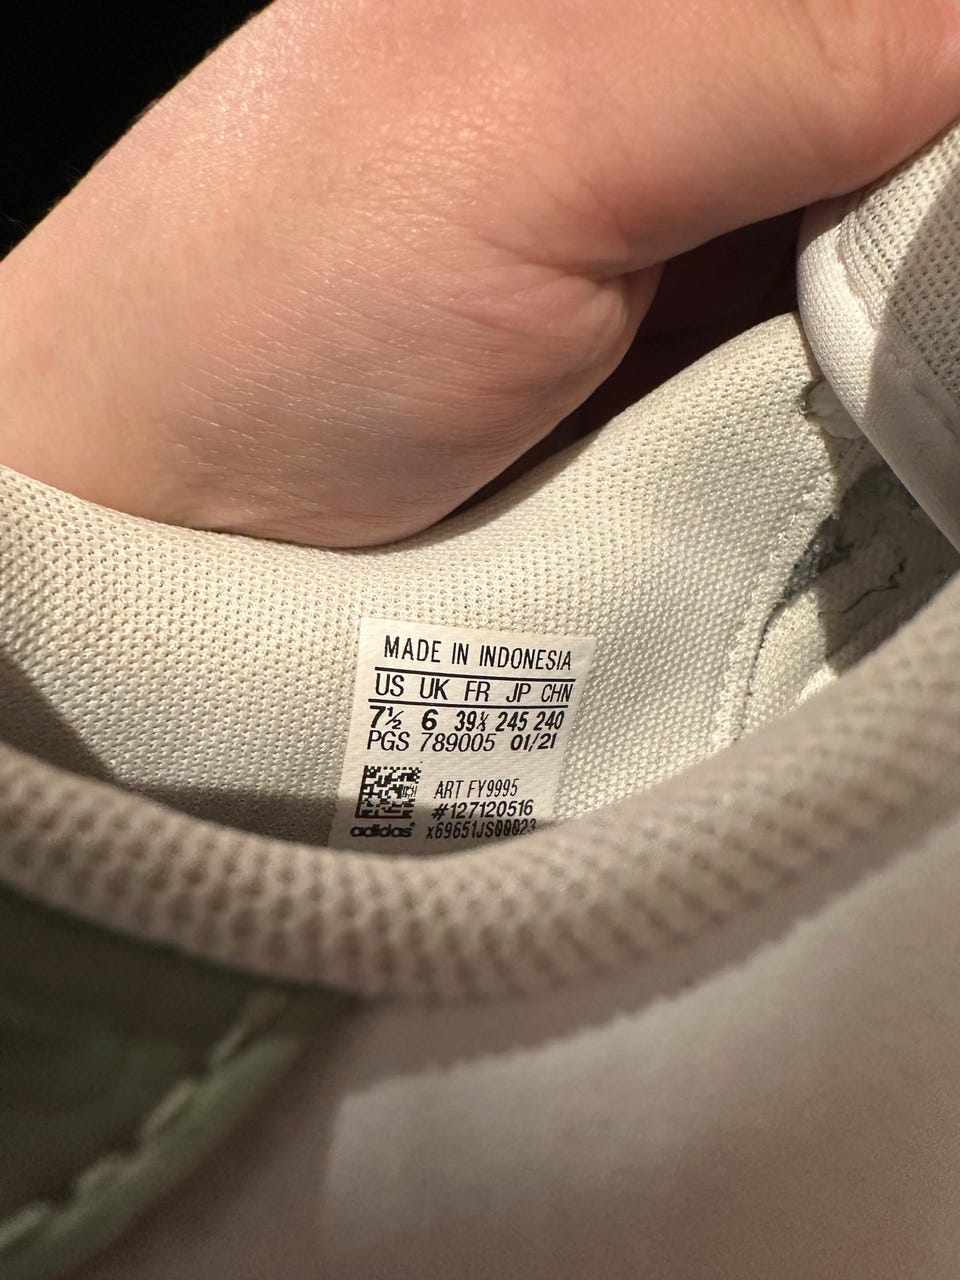 MADE IN INDONESIA
US UK FR JP CHN
7½ 6 39⅓ 245 240
PGS 789005 01/21
ART FY9995
#127120516
adidas® x69651JS00023